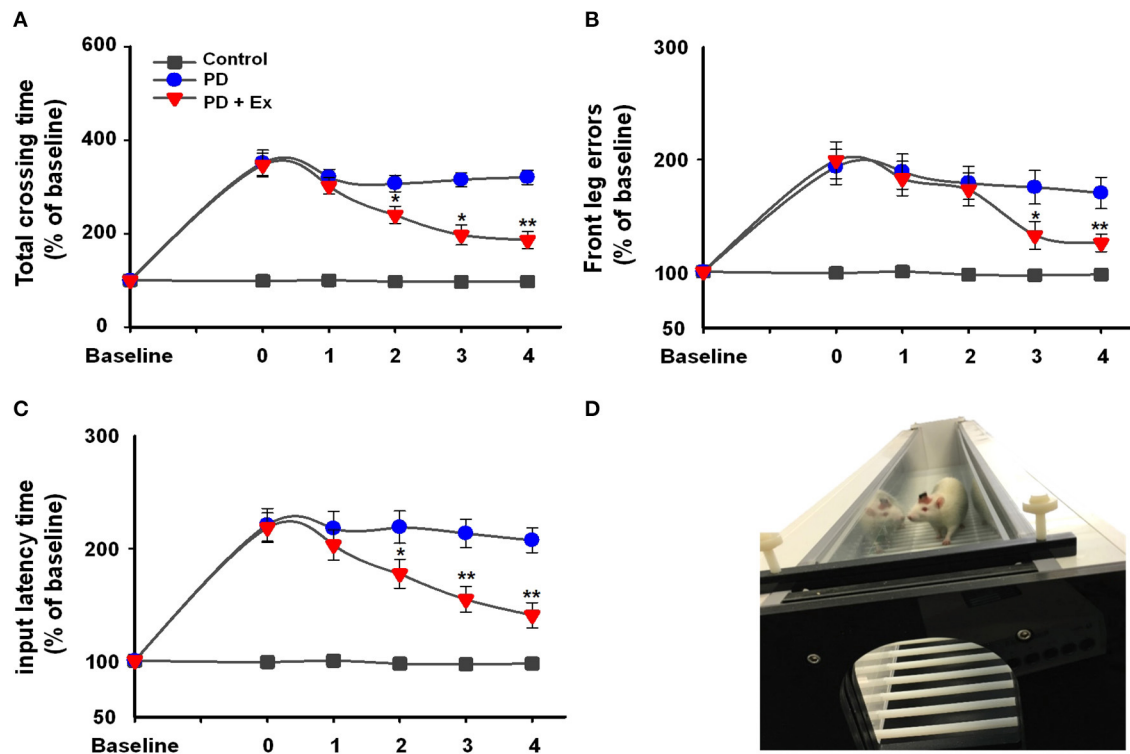 A
Total crossing time
(% of baseline)
600
400
200
0
Control
PD
PD + Ex
*
*
**
Baseline 0 1 2 3 4
B
Front leg errors
(% of baseline)
300
200
100
50
*
**
Baseline 0 1 2 3 4
C
input latency time
(% of baseline)
300
200
100
50
*
**
**
Baseline 0 1 2 3 4
D